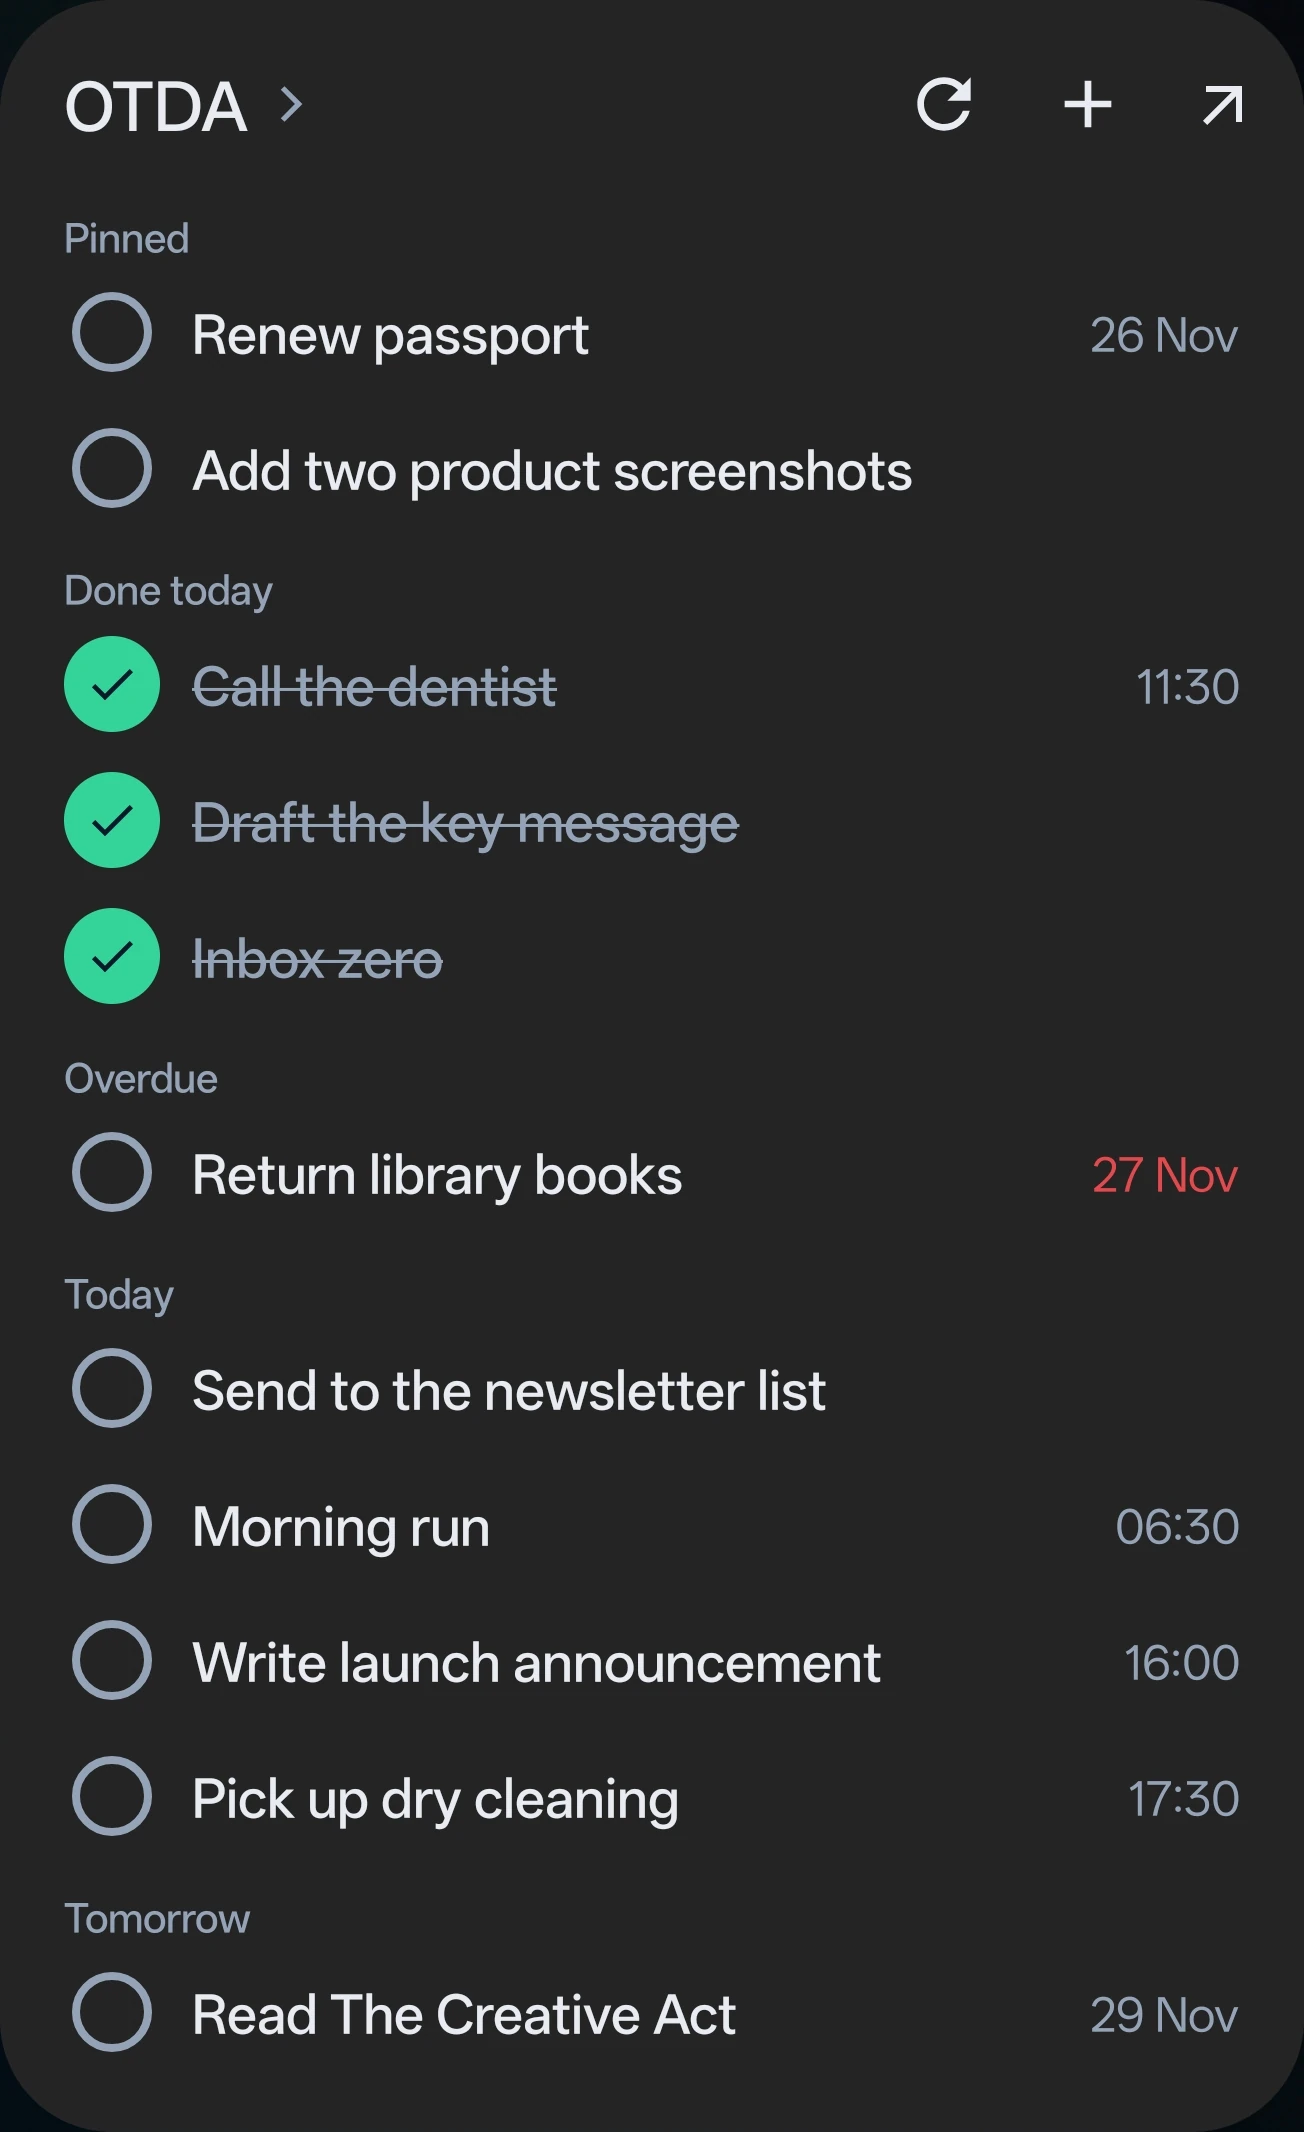 OTDA
Pinned
Renew passport 26 Nov
Add two product screenshots
Done today
Call the dentist 11:30
Draft the key message
Inbox zero
Overdue
Return library books 27 Nov
Today
Send to the newsletter list
Morning run 06:30
Write launch announcement 16:00
Pick up dry cleaning 17:30
Tomorrow
Read The Creative Act 29 Nov